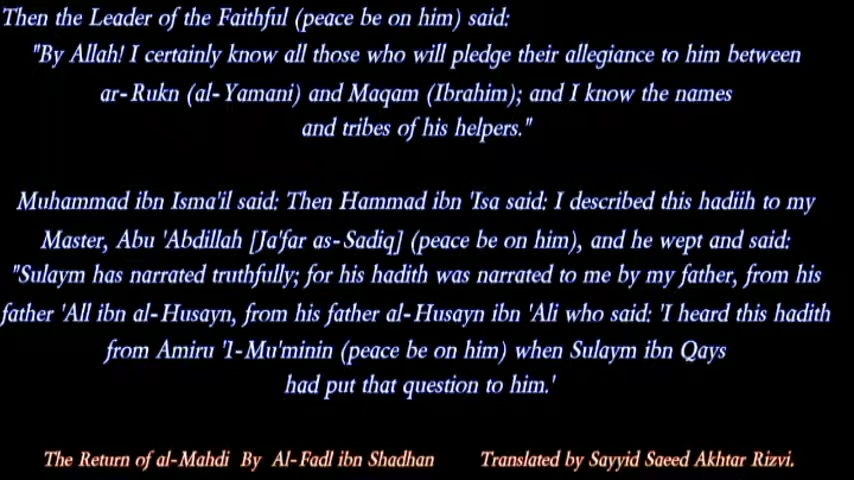 Then the Leader of the Faithful (peace be on him) said:
"By Allah! I certainly know all those who will pledge their allegiance to him between
ar-Rukn (al-Yamani) and Maqam (Ibrahim); and I know the names
and tribes of his helpers."
Muhammad ibn Isma'il said: Then Hammad ibn 'Isa said: I described this hadiih to my
Master, Abu 'Abdillah [Ja'far as-Sadiq] (peace be on him), and he wept and said:
"Sulaym has narrated truthfully; for his hadith was narrated to me by my father, from his
father 'All ibn al-Husayn, from his father al-Husayn ibn 'Ali who said: 'I heard this hadith
from Amiru 'l-Mu'minin (peace be on him) when Sulaym ibn Qays
had put that question to him.'
The Return of al-Mahdi By Al-Fadl ibn Shadhan Translated by Sayyid Saeed Akhtar Rizvi.